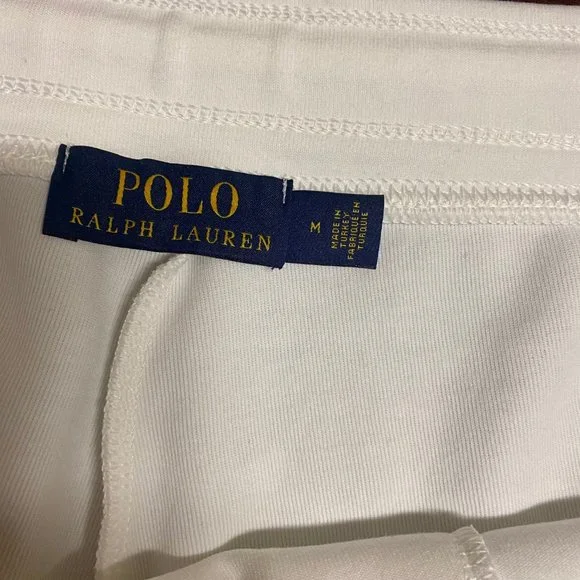 POLO
RALPH LAUREN
M
MADE IN
TURKEY
FABRIQUÉ EN
TURQUIE